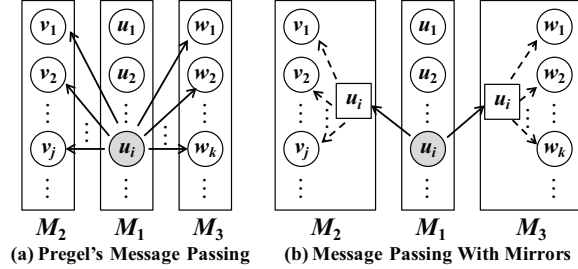 v1 u1 w1
v2 u2 w2
⋮ ⋮ ⋮
vj ⋮ ui ⋮ wk
⋮ ⋮ ⋮
M2 M1 M3
(a) Pregel's Message Passing
v1 u1 w1
v2 ui u2 ui w2
⋮ ⋮ ⋮ ⋮ ⋮
vj ui wk
⋮ ⋮ ⋮
M2 M1 M3
(b) Message Passing With Mirrors